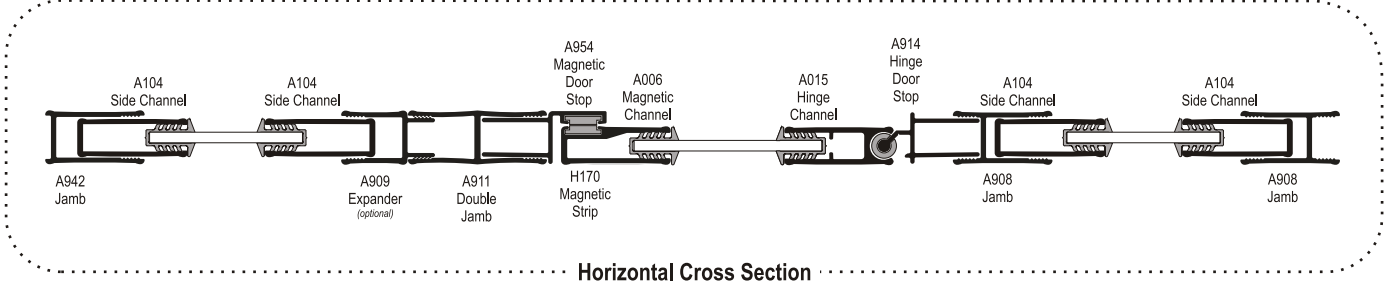 A104
Side Channel
A104
Side Channel
A954
Magnetic
Door
Stop
A006
Magnetic
Channel
A015
Hinge
Channel
A914
Hinge
Door
Stop
A104
Side Channel
A104
Side Channel
A942
Jamb
A909
Expander
(optional)
A911
Double
Jamb
H170
Magnetic
Strip
A908
Jamb
A908
Jamb
Horizontal Cross Section